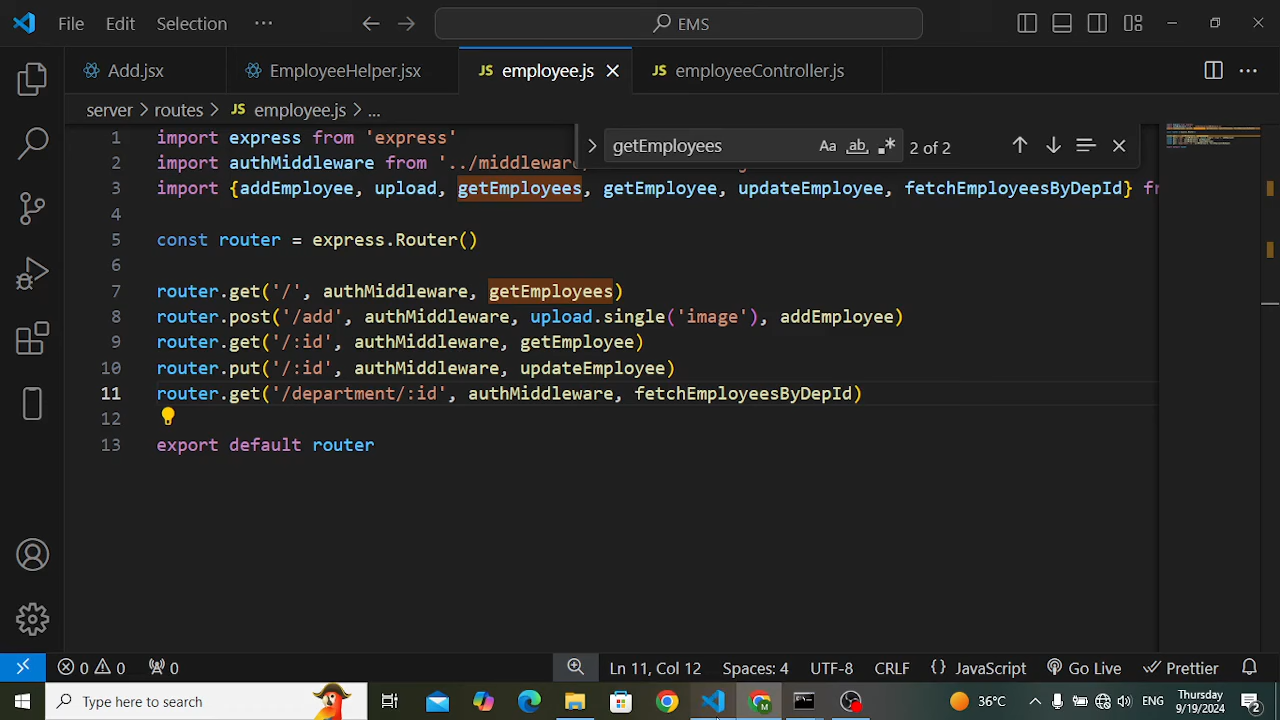 File Edit Selection ··· EMS
Add.jsx EmployeeHelper.jsx JS employee.js JS employeeController.js
server > routes > JS employee.js > ...
getEmployees Aa ab 2 of 2
1 import express from 'express'
2 import authMiddleware from '../middleware
3 import {addEmployee, upload, getEmployees, getEmployee, updateEmployee, fetchEmployeesByDepId} fr
4
5 const router = express.Router()
6
7 router.get('/', authMiddleware, getEmployees)
8 router.post('/add', authMiddleware, upload.single('image'), addEmployee)
9 router.get('/:id', authMiddleware, getEmployee)
10 router.put('/:id', authMiddleware, updateEmployee)
11 router.get('/department/:id', authMiddleware, fetchEmployeesByDepId)
12
13 export default router
0 0 0 Ln 11, Col 12 Spaces: 4 UTF-8 CRLF {} JavaScript Go Live Prettier
Type here to search 36°C ENG Thursday
9/19/2024 2